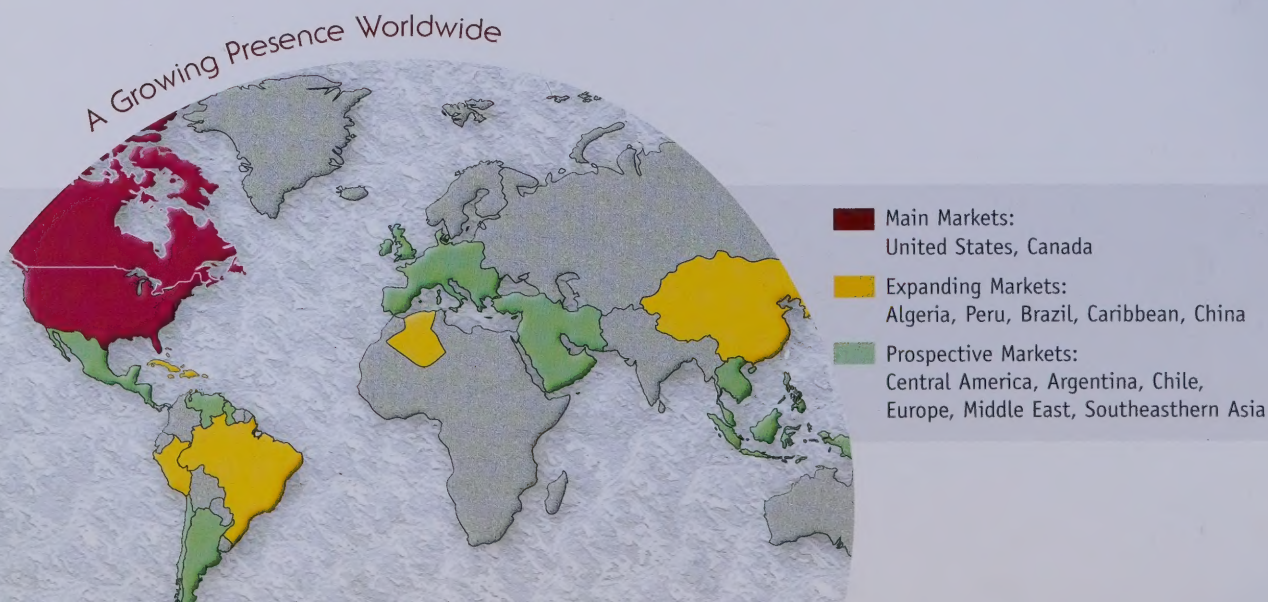 A Growing Presence Worldwide
Main Markets:
United States, Canada
Expanding Markets:
Algeria, Peru, Brazil, Caribbean, China
Prospective Markets:
Central America, Argentina, Chile,
Europe, Middle East, Southeasthern Asia